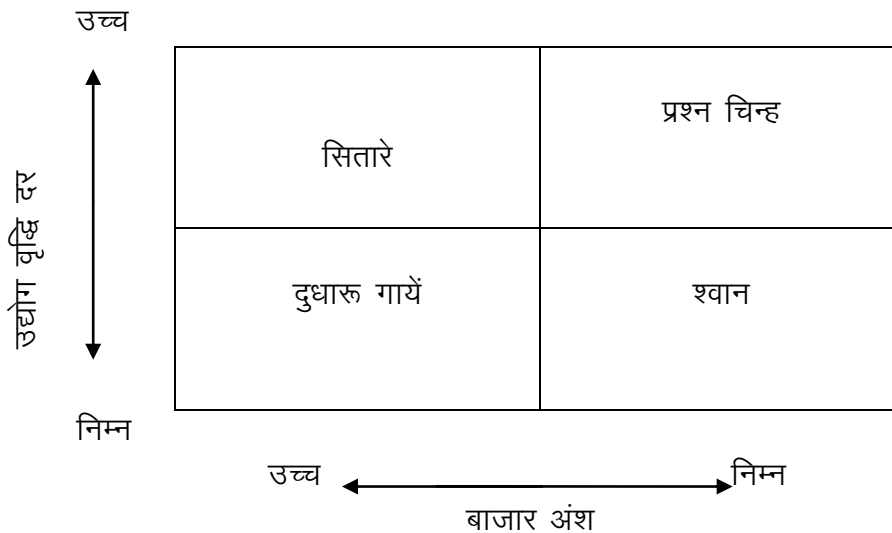 उच्च
प्रश्न चिन्ह
सितारे
उद्योग वृद्धि दर
दुधारू गायें
श्वान
निम्न
उच्च
निम्न
बाजार अंश